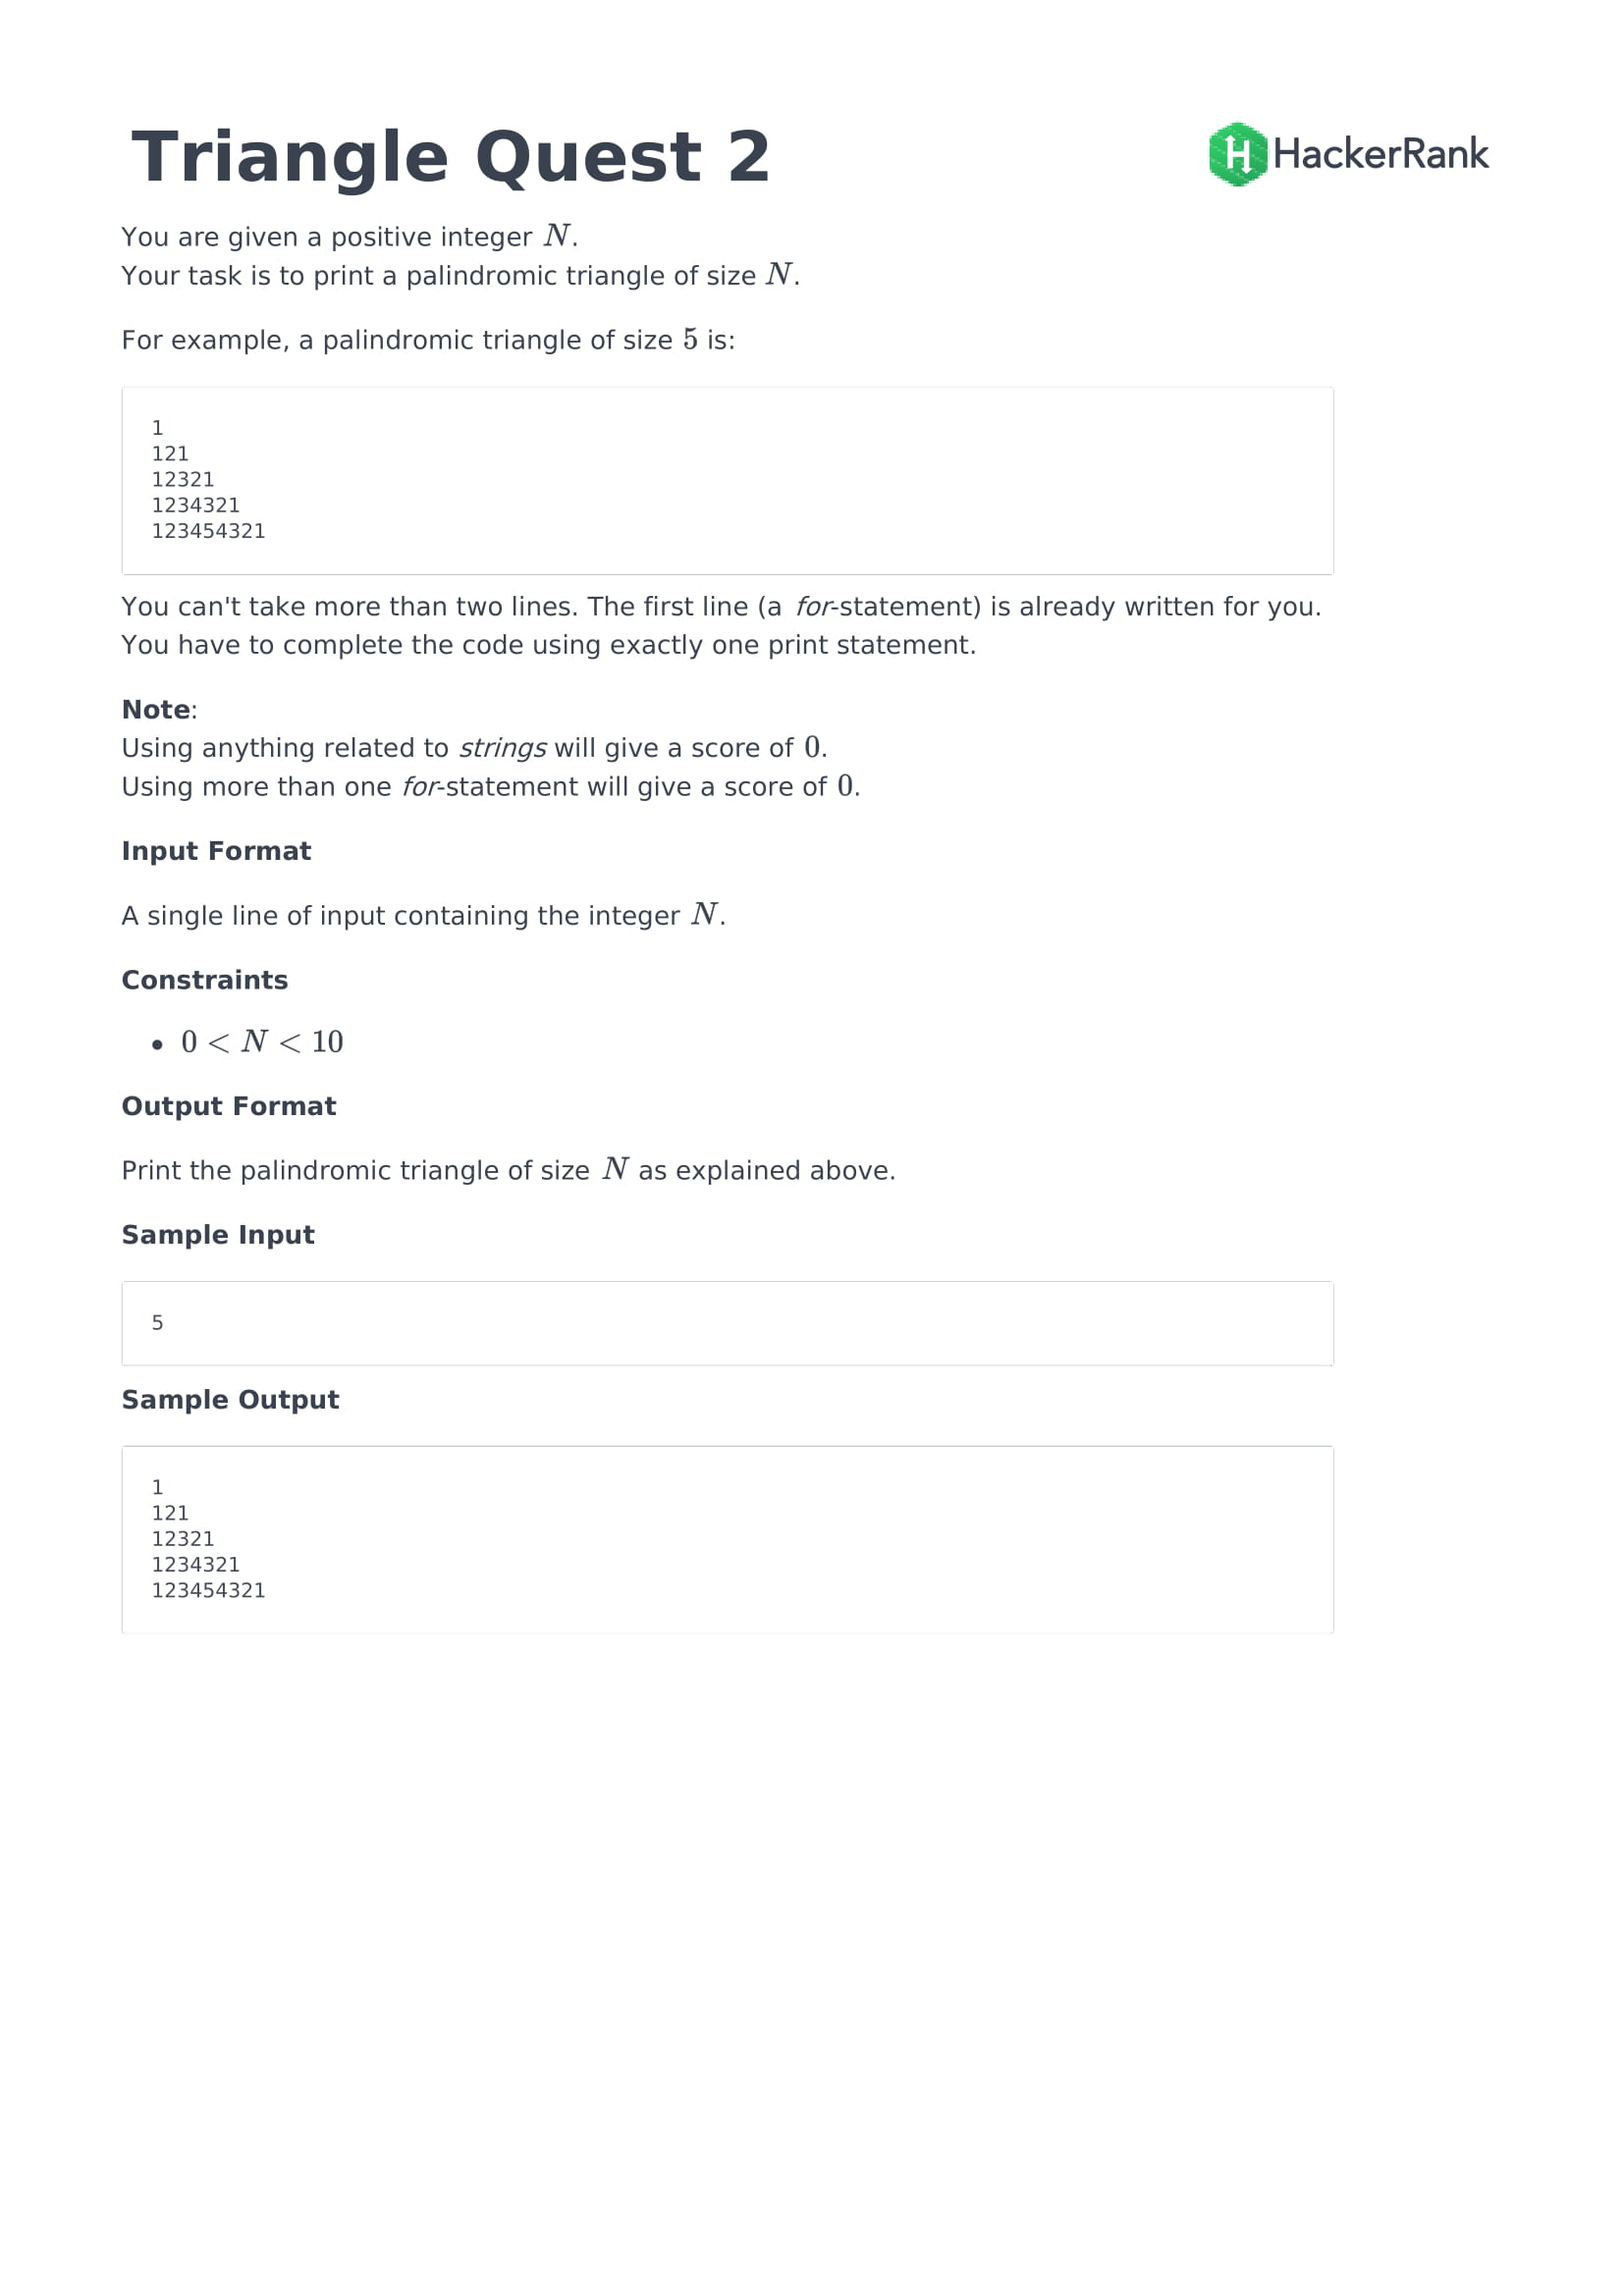 Triangle Quest 2
HackerRank
You are given a positive integer N.
Your task is to print a palindromic triangle of size N.
For example, a palindromic triangle of size 5 is:
1
121
12321
1234321
123454321
You can't take more than two lines. The first line (a for-statement) is already written for you.
You have to complete the code using exactly one print statement.
Note:
Using anything related to strings will give a score of 0.
Using more than one for-statement will give a score of 0.
Input Format
A single line of input containing the integer N.
Constraints
• 0 < N < 10
Output Format
Print the palindromic triangle of size N as explained above.
Sample Input
5
Sample Output
1
121
12321
1234321
123454321